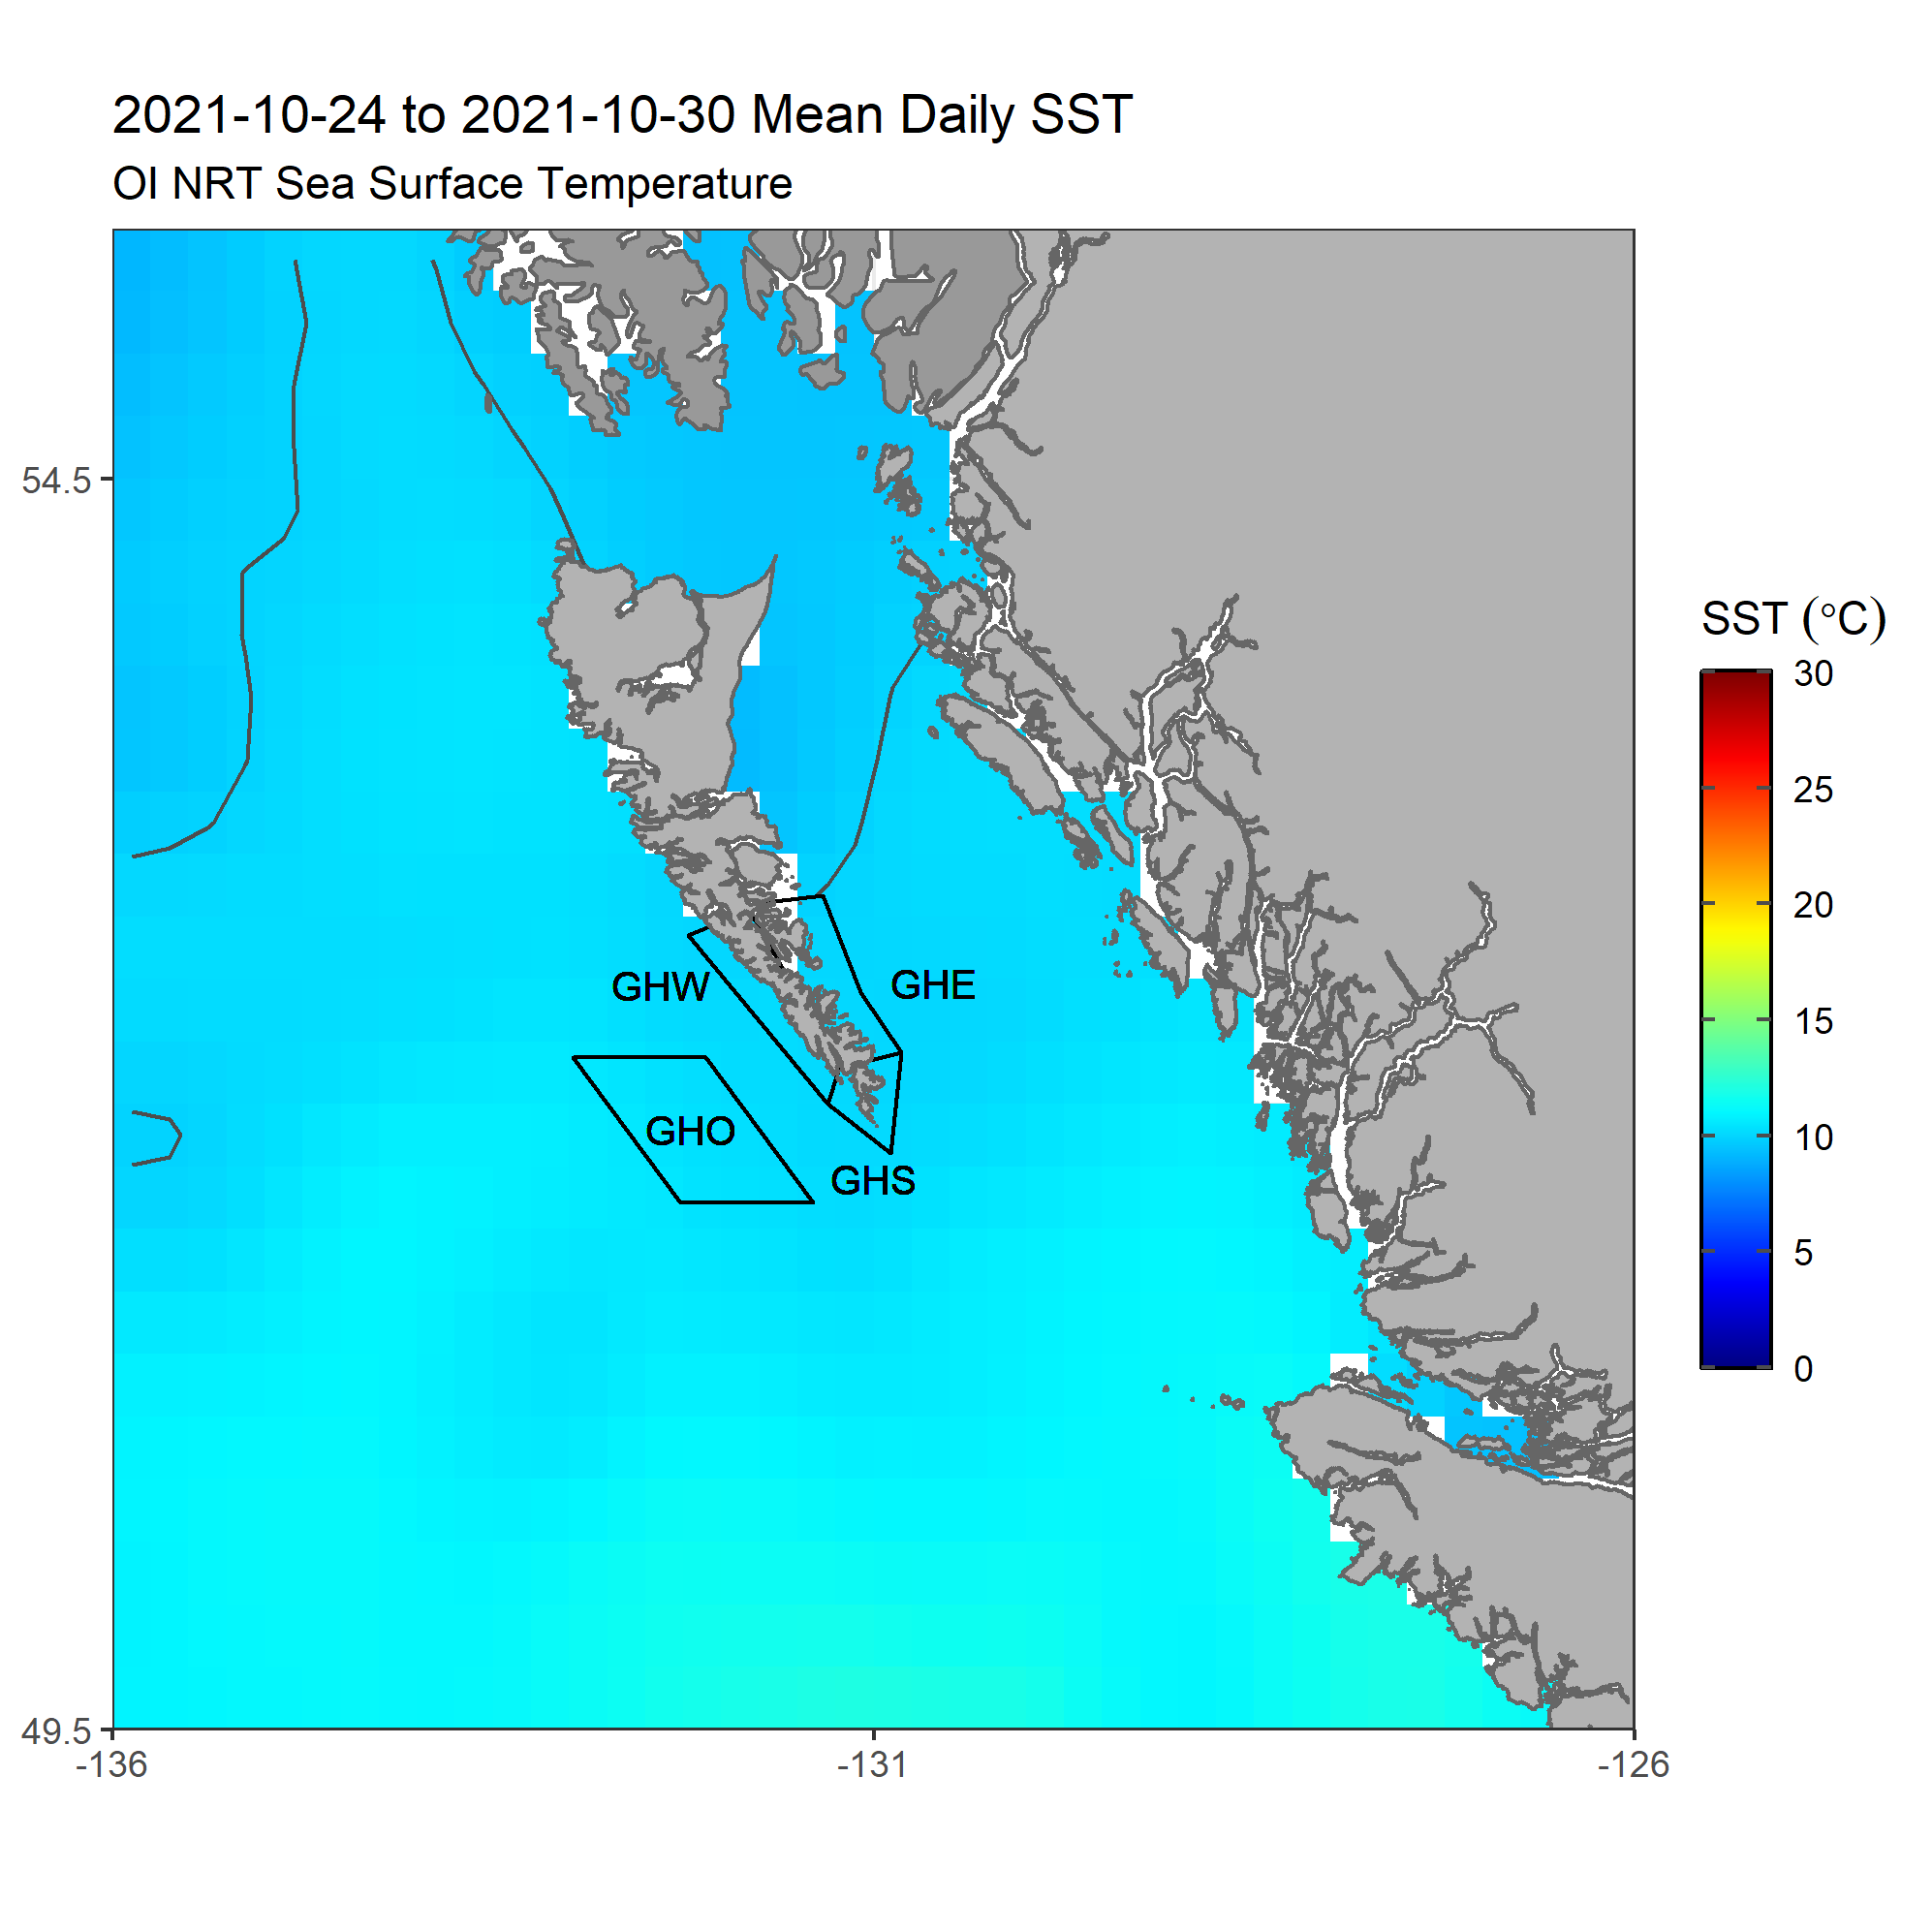 2021-10-24 to 2021-10-30 Mean Daily SST
OI NRT Sea Surface Temperature
54.5
49.5
-136
-131
-126
GHW
GHE
GHO
GHS
SST (°C)
30
25
20
15
10
5
0